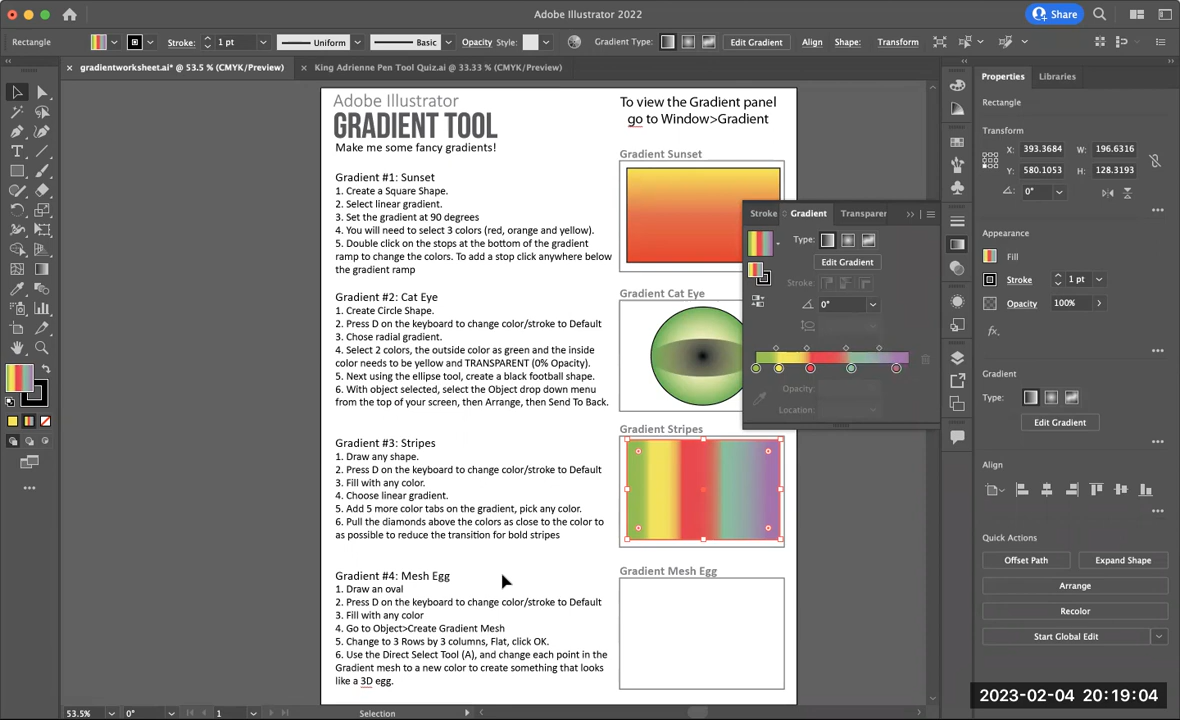 Adobe Illustrator 2022
Share
Rectangle
Stroke:
1 pt
Uniform
Basic
Opacity
Style:
Gradient Type:
Edit Gradient
Align
Shape:
Transform
gradientworksheet.ai* @ 53.5 % (CMYK/Preview)
King Adrienne Pen Tool Quiz.ai @ 33.33 % (CMYK/Preview)
Adobe Illustrator
GRADIENT TOOL
Make me some fancy gradients!
To view the Gradient panel
go to Window>Gradient
Gradient #1: Sunset
1. Create a Square Shape.
2. Select linear gradient.
3. Set the gradient at 90 degrees
4. You will need to select 3 colors (red, orange and yellow).
5. Double click on the stops at the bottom of the gradient
ramp to change the colors. To add a stop click anywhere below
the gradient ramp
Gradient #2: Cat Eye
1. Create Circle Shape.
2. Press D on the keyboard to change color/stroke to Default
3. Chose radial gradient.
4. Select 2 colors, the outside color as green and the inside
color needs to be yellow and TRANSPARENT (0% Opacity).
5. Next using the ellipse tool, create a black football shape.
6. With object selected, select the Object drop down menu
from the top of your screen, then Arrange, then Send To Back.
Gradient #3: Stripes
1. Draw any shape.
2. Press D on the keyboard to change color/stroke to Default
3. Fill with any color.
4. Choose linear gradient.
5. Add 5 more color tabs on the gradient, pick any color.
6. Pull the diamonds above the colors as close to the color to
as possible to reduce the transition for bold stripes
Gradient #4: Mesh Egg
1. Draw an oval
2. Press D on the keyboard to change color/stroke to Default
3. Fill with any color
4. Go to Object>Create Gradient Mesh
5. Change to 3 Rows by 3 columns, Flat, click OK.
6. Use the Direct Select Tool (A), and change each point in the
Gradient mesh to a new color to create something that looks
like a 3D egg.
Gradient Sunset
Gradient Cat Eye
Gradient Stripes
Gradient Mesh Egg
Stroke
Gradient
Transparer
Type:
Edit Gradient
Stroke:
0°
Opacity:
Location:
Properties
Libraries
Rectangle
Transform
X:
393.3684
W:
196.6316
Y:
580.1053
H:
128.3193
0°
Appearance
Fill
Stroke
1 pt
Opacity
100%
fx.
Gradient
Type:
Edit Gradient
Align
Quick Actions
Offset Path
Expand Shape
Arrange
Recolor
Start Global Edit
53.5%
0°
1
Selection
2023-02-04 20:19:04